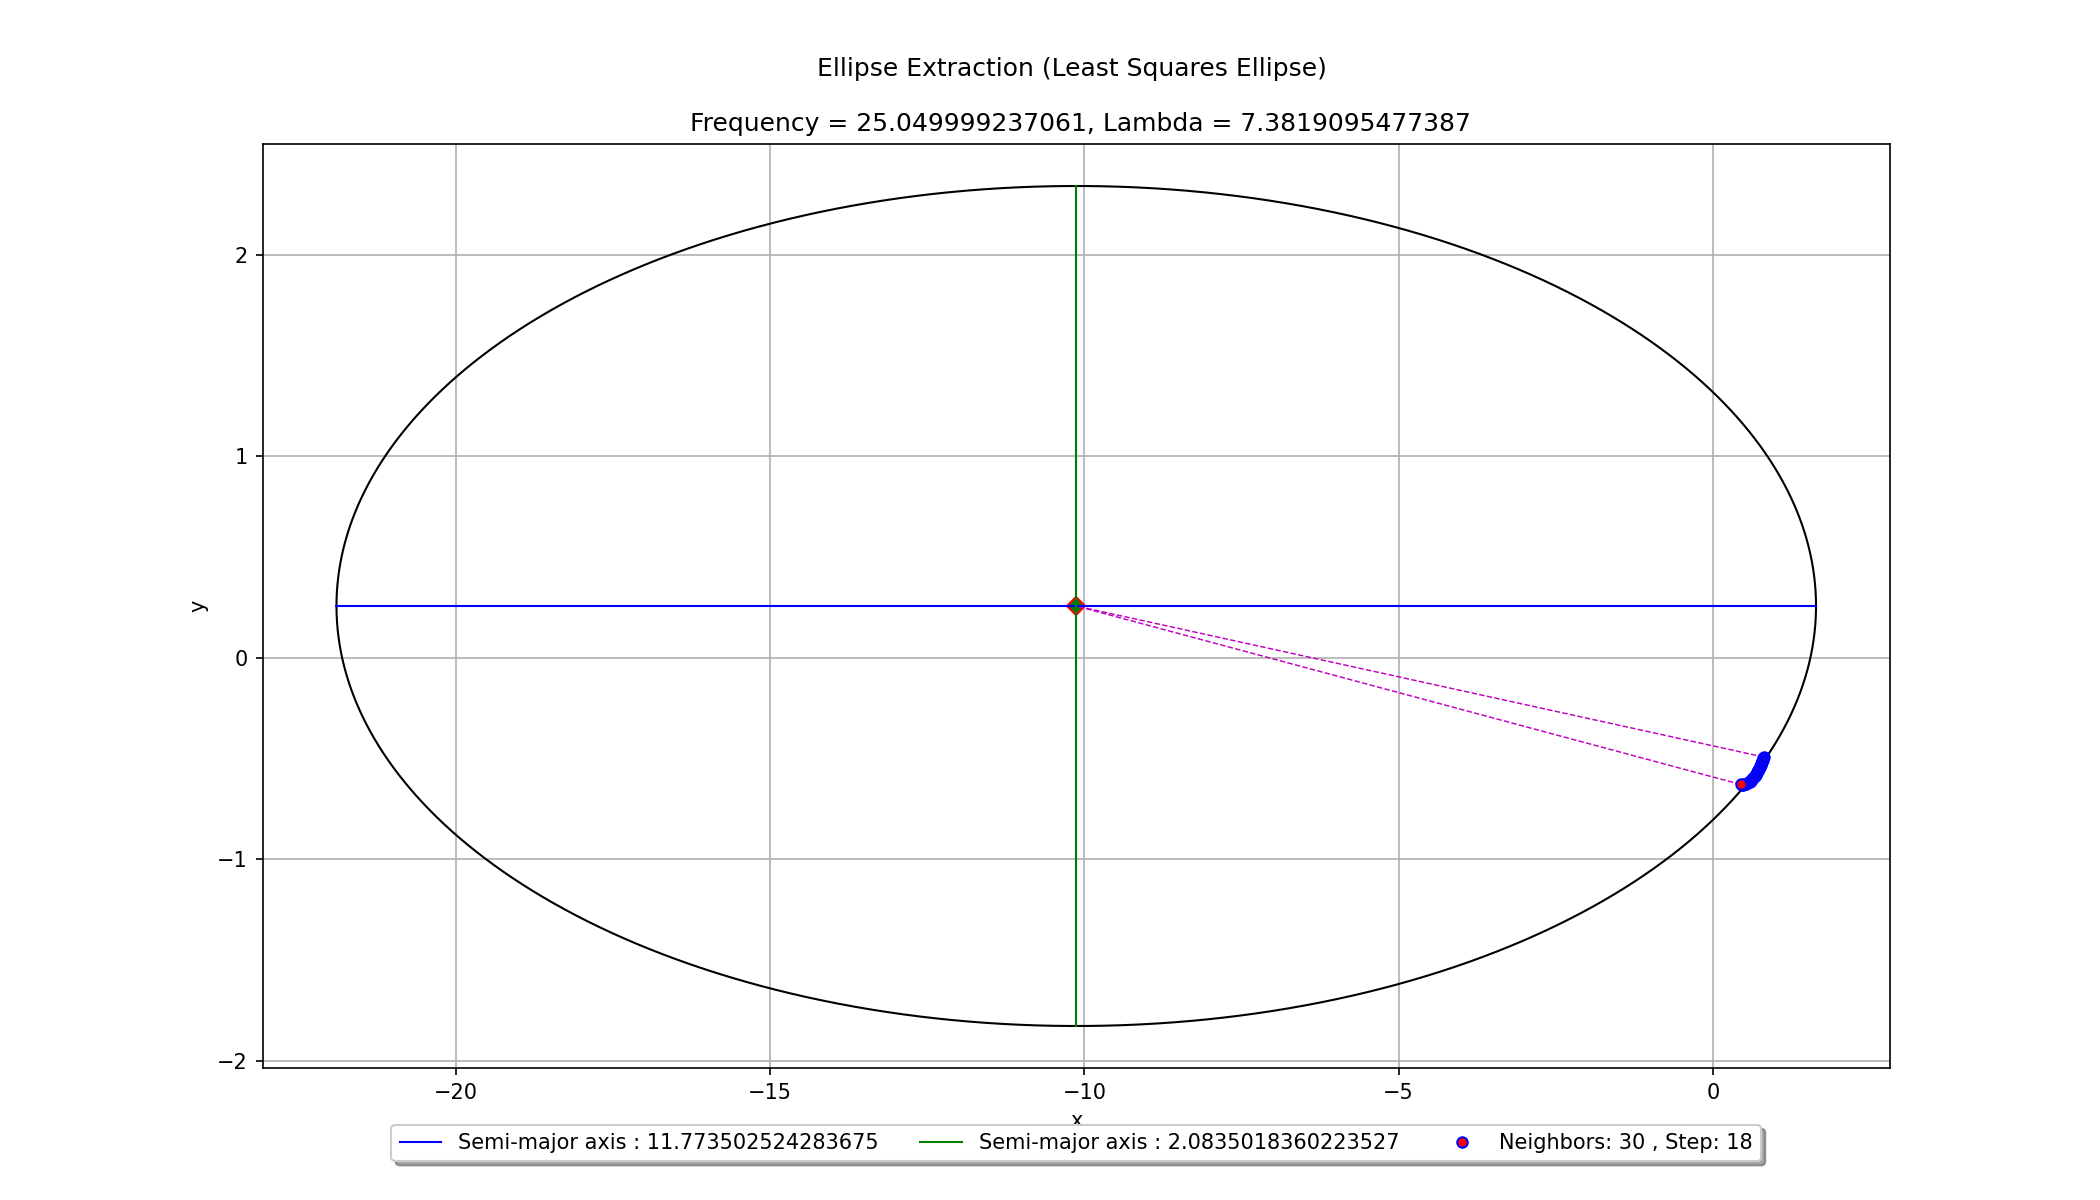 Ellipse Extraction (Least Squares Ellipse)
Frequency = 25.049999237061, Lambda = 7.3819095477387
2
1
0
−1
−2
y
−20 −15 −10 −5 0
x
Semi-major axis : 11.773502524283675 Semi-major axis : 2.0835018360223527 Neighbors: 30 , Step: 18